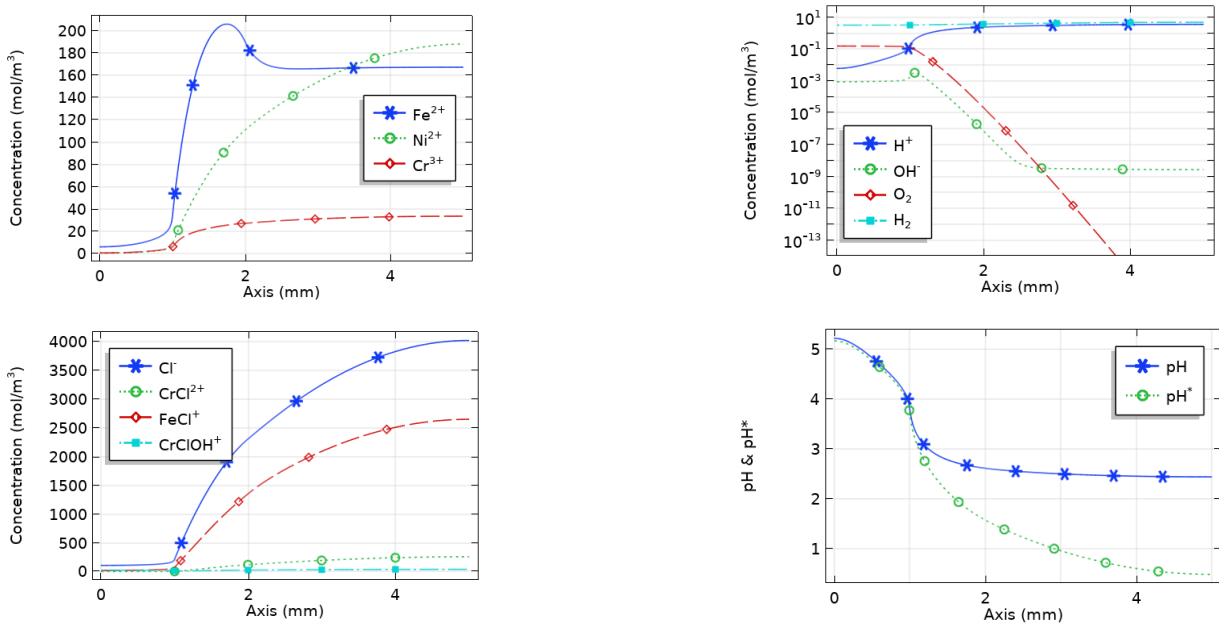 Concentration (mol/m³)
200
180
160
140
120
100
80
60
40
20
0
Fe²⁺
Ni²⁺
Cr³⁺
0 2 4
Axis (mm)
Concentration (mol/m³)
10¹
10⁻¹
10⁻³
10⁻⁵
10⁻⁷
10⁻⁹
10⁻¹¹
10⁻¹³
H⁺
OH⁻
O₂
H₂
0 2 4
Axis (mm)
Concentration (mol/m³)
4000
3500
3000
2500
2000
1500
1000
500
0
Cl⁻
CrCl²⁺
FeCl⁺
CrClOH⁺
0 2 4
Axis (mm)
pH & pH*
5
4
3
2
1
pH
pH*
0 2 4
Axis (mm)